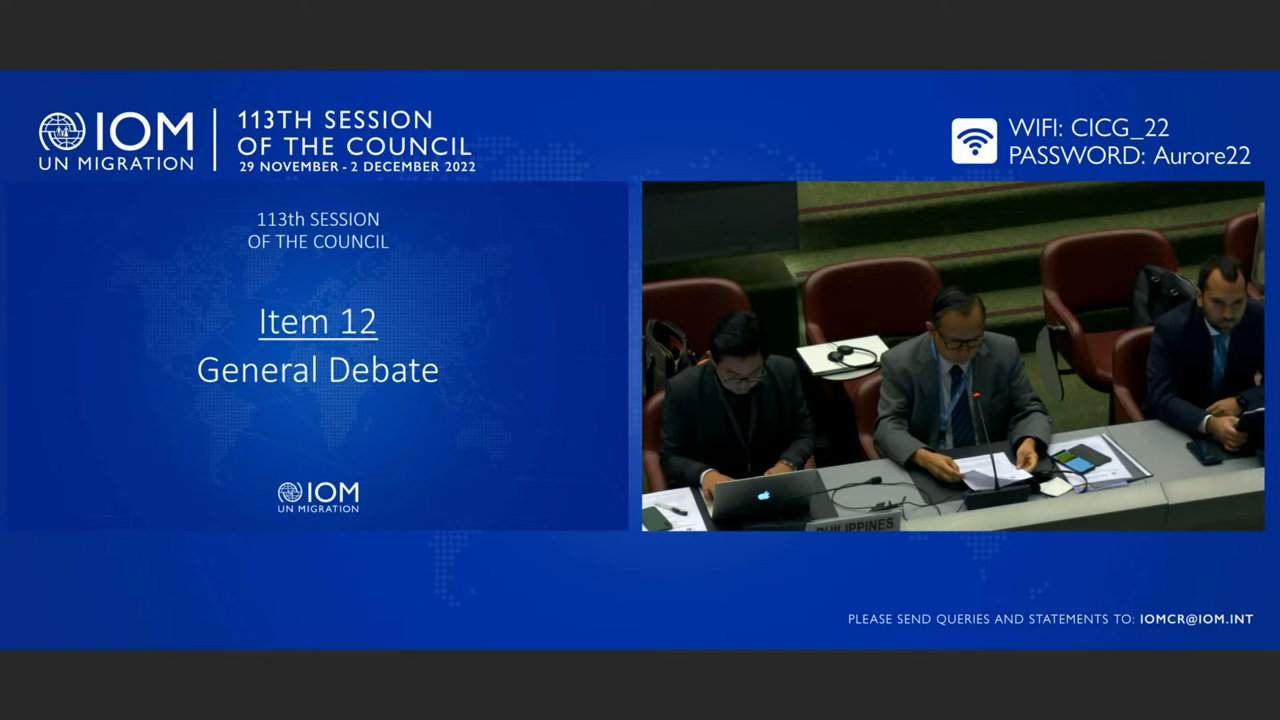 IOM
UN MIGRATION
113TH SESSION
OF THE COUNCIL
29 NOVEMBER - 2 DECEMBER 2022
WIFI: CICG_22
PASSWORD: Aurore22
113th SESSION
OF THE COUNCIL
Item 12
General Debate
IOM
UN MIGRATION
PHILIPPINES
PLEASE SEND QUERIES AND STATEMENTS TO: IOMCR@IOM.INT